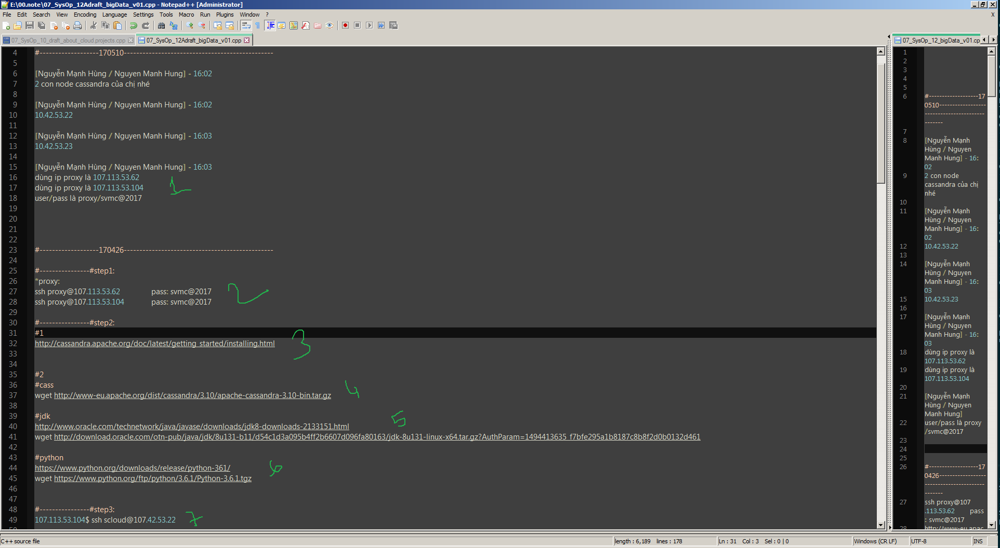 E:\00.note\07_SysOp_12Adraft_bigData_v01.cpp - Notepad++ [Administrator]
File Edit Search View Encoding Language Settings Tools Macro Run Plugins Window ?
X
07_SysOp_10_draft_about_cloud.projects.cpp
07_SysOp_12Adraft_bigData_v01.cpp
07_SysOp_12_bigData_v01.cp
4 #-------------------170510------------------------------------------------
5
6 [Nguyễn Mạnh Hùng / Nguyen Manh Hung] - 16:02
7 2 con node cassandra của chị nhé
8
9 [Nguyễn Mạnh Hùng / Nguyen Manh Hung] - 16:02
10 10.42.53.22
11
12 [Nguyễn Mạnh Hùng / Nguyen Manh Hung] - 16:03
13 10.42.53.23
14
15 [Nguyễn Mạnh Hùng / Nguyen Manh Hung] - 16:03
16 dùng ip proxy là 107.113.53.62
17 dùng ip proxy là 107.113.53.104
1
18 user/pass là proxy/svmc@2017
19
20
21
22
23 #-------------------170426------------------------------------------------
24
25 #----------------#step1:
26 *proxy:
27 ssh proxy@107.113.53.62 pass: svmc@2017
2
28 ssh proxy@107.113.53.104 pass: svmc@2017
29
30 #----------------#step2:
31 #1
32 http://cassandra.apache.org/doc/latest/getting_started/installing.html
3
33
34
35 #2
36 #cass
37 wget http://www-eu.apache.org/dist/cassandra/3.10/apache-cassandra-3.10-bin.tar.gz
4
38
39 #jdk
5
40 http://www.oracle.com/technetwork/java/javase/downloads/jdk8-downloads-2133151.html
41 wget http://download.oracle.com/otn-pub/java/jdk/8u131-b11/d54c1d3a095b4ff2b6607d096fa80163/jdk-8u131-linux-x64.tar.gz?AuthParam=1494413635_f7bfe295a1b8187c8b8f2d0b0132d461
42
43 #python
44 https://www.python.org/downloads/release/python-361/
6
45 wget https://www.python.org/ftp/python/3.6.1/Python-3.6.1.tgz
46
47
48 #----------------#step3:
49 107.113.53.104$ ssh scloud@107.42.53.22
7
1
2
3
4
5
6 #-------------------17
0510-------------------
-----------------------------
-------
7
8 [Nguyễn Mạnh
Hùng / Nguyen
Manh Hung] - 16:
02
9 2 con node
cassandra của chị
nhé
10
11 [Nguyễn Mạnh
Hùng / Nguyen
Manh Hung] - 16:
02
12 10.42.53.22
13
14 [Nguyễn Mạnh
Hùng / Nguyen
Manh Hung] - 16:
03
15 10.42.53.23
16
17 [Nguyễn Mạnh
Hùng / Nguyen
Manh Hung] - 16:
03
18 dùng ip proxy là
107.113.53.62
19 dùng ip proxy là
107.113.53.104
20
21 [Nguyễn Mạnh
Hùng / Nguyen
Manh Hung]
22 user/pass là proxy
/svmc@2017
23
24
25
26 #-------------------17
0426-------------------
-----------------------------
-------
27 ssh proxy@107
.113.53.62 pass
: svmc@2017
28 http://www-eu.apac
C++ source file length : 6,189 lines : 178 Ln : 31 Col : 3 Sel : 0 | 0 Windows (CR LF) UTF-8 INS